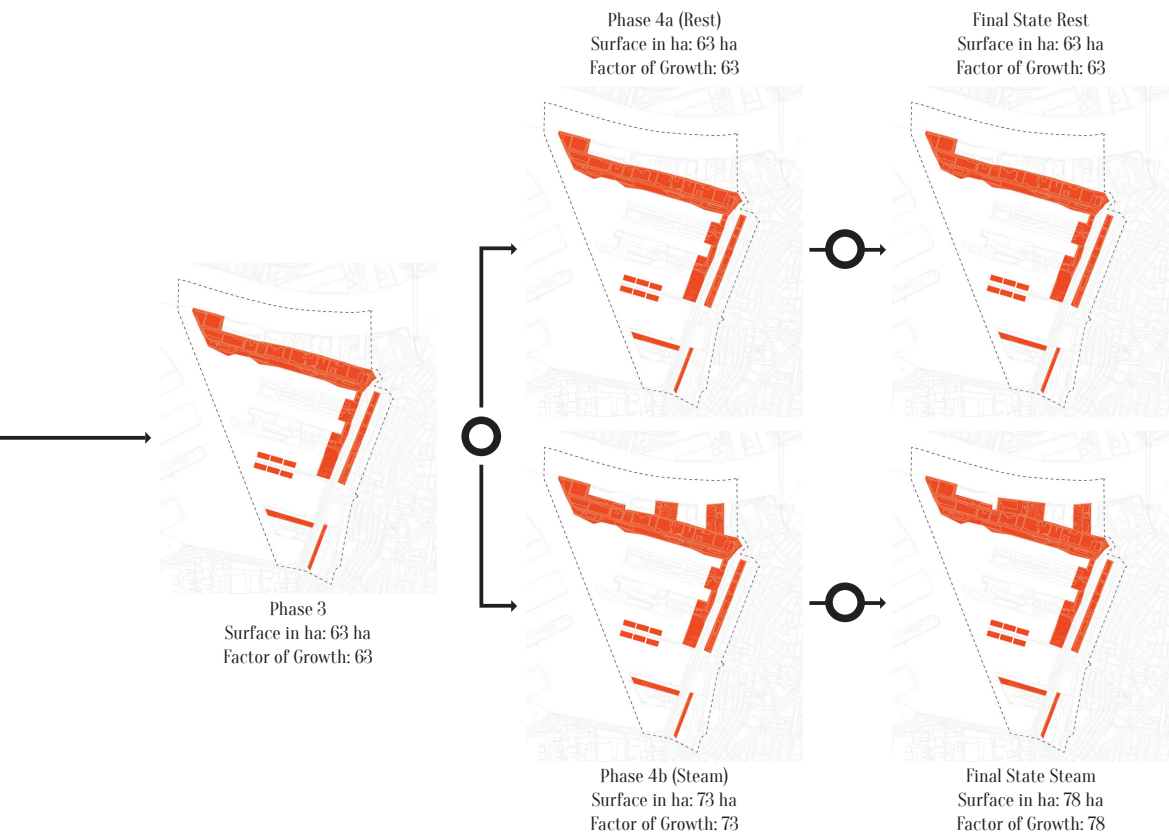 Phase 4a (Rest)
Surface in ha: 63 ha
Factor of Growth: 63
Final State Rest
Surface in ha: 63 ha
Factor of Growth: 63
Phase 3
Surface in ha: 63 ha
Factor of Growth: 63
Phase 4b (Steam)
Surface in ha: 73 ha
Factor of Growth: 73
Final State Steam
Surface in ha: 78 ha
Factor of Growth: 78